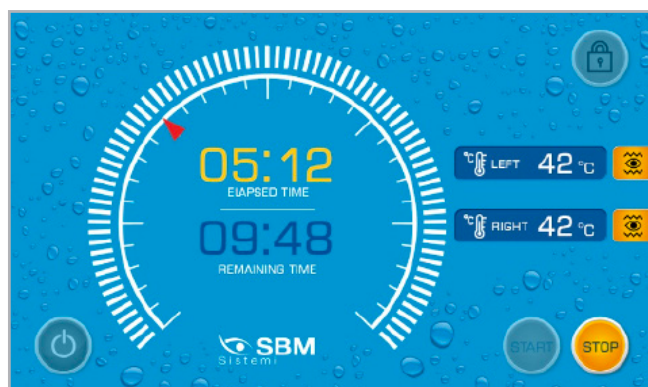 05:12
ELAPSED TIME
09:48
REMAINING TIME
°C LEFT 42 °C
°C RIGHT 42 °C
SBM
Sistemi
START
STOP